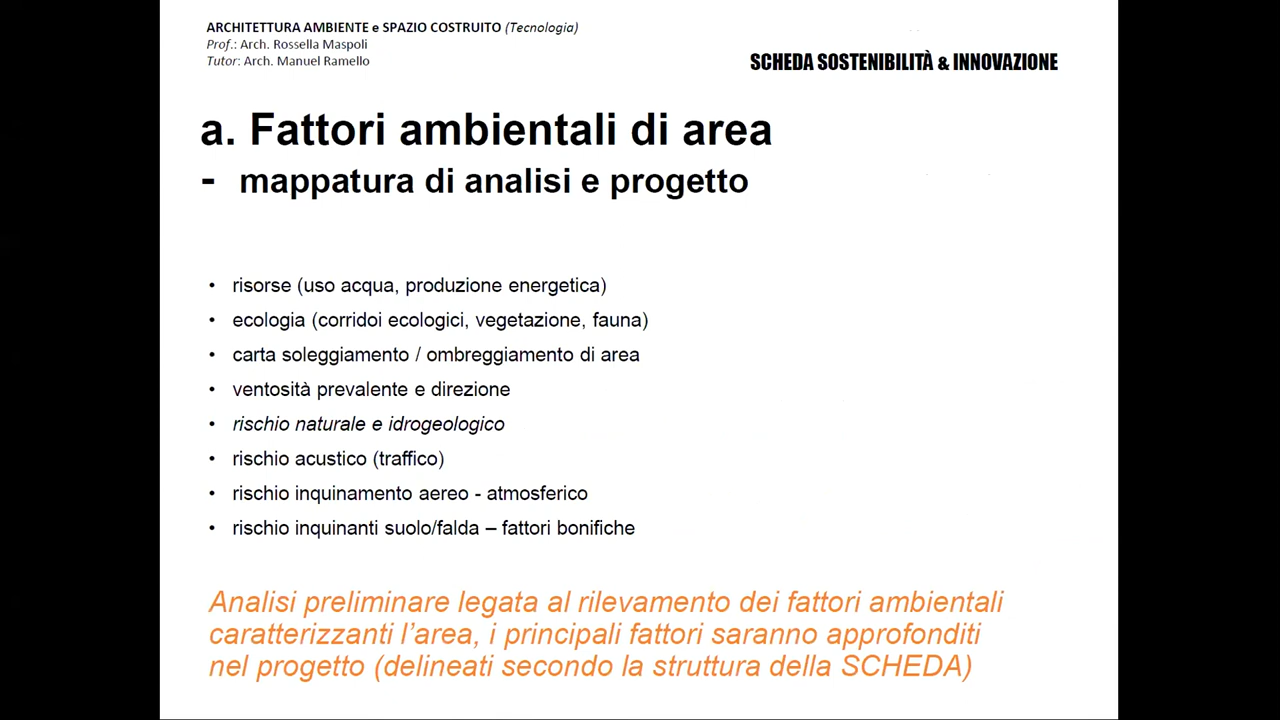 ARCHITETTURA AMBIENTE e SPAZIO COSTRUITO (Tecnologia)
Prof.: Arch. Rossella Maspoli
Tutor: Arch. Manuel Ramello
SCHEDA SOSTENIBILITÀ & INNOVAZIONE
a. Fattori ambientali di area
- mappatura di analisi e progetto
• risorse (uso acqua, produzione energetica)
• ecologia (corridoi ecologici, vegetazione, fauna)
• carta soleggiamento / ombreggiamento di area
• ventosità prevalente e direzione
• rischio naturale e idrogeologico
• rischio acustico (traffico)
• rischio inquinamento aereo - atmosferico
• rischio inquinanti suolo/falda – fattori bonifiche
Analisi preliminare legata al rilevamento dei fattori ambientali
caratterizzanti l’area, i principali fattori saranno approfonditi
nel progetto (delineati secondo la struttura della SCHEDA)